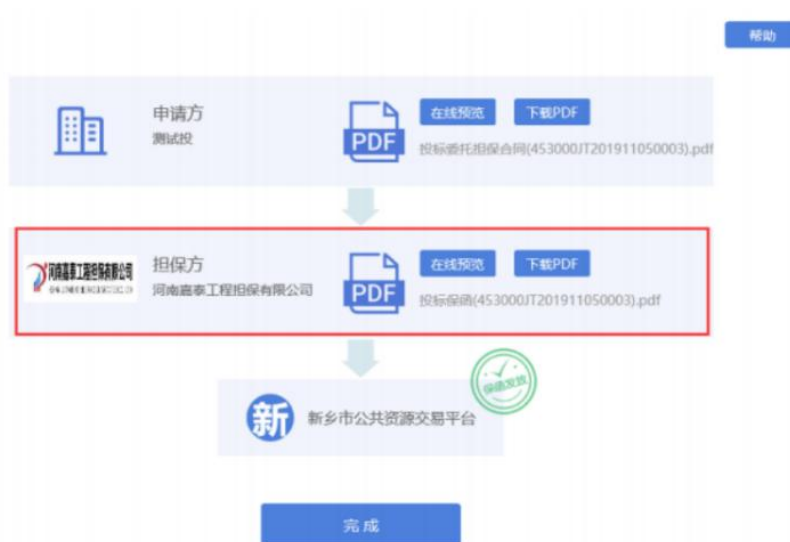 帮助
申请方
测试投
PDF
在线预览
下载PDF
投标委托担保合同(453000JT201911050003).pdf
河南嘉泰工程担保有限公司
担保方
河南嘉泰工程担保有限公司
PDF
在线预览
下载PDF
投标保函(453000JT201911050003).pdf
保函发放
新
新乡市公共资源交易平台
完成